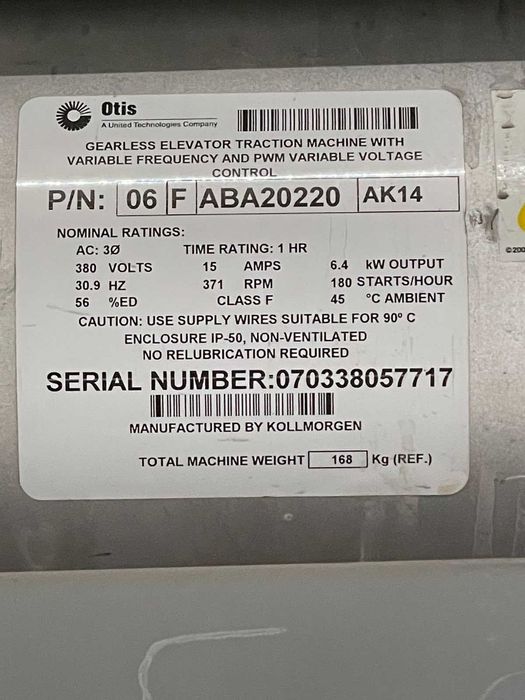 Otis
A United Technologies Company
GEARLESS ELEVATOR TRACTION MACHINE WITH
VARIABLE FREQUENCY AND PWM VARIABLE VOLTAGE
CONTROL
P/N: 06 F ABA20220 AK14
NOMINAL RATINGS:
AC: 3Ø TIME RATING: 1 HR
380 VOLTS 15 AMPS 6.4 kW OUTPUT
30.9 HZ 371 RPM 180 STARTS/HOUR
56 %ED CLASS F 45 °C AMBIENT
CAUTION: USE SUPPLY WIRES SUITABLE FOR 90° C
ENCLOSURE IP-50, NON-VENTILATED
NO RELUBRICATION REQUIRED
SERIAL NUMBER:070338057717
MANUFACTURED BY KOLLMORGEN
TOTAL MACHINE WEIGHT 168 Kg (REF.)